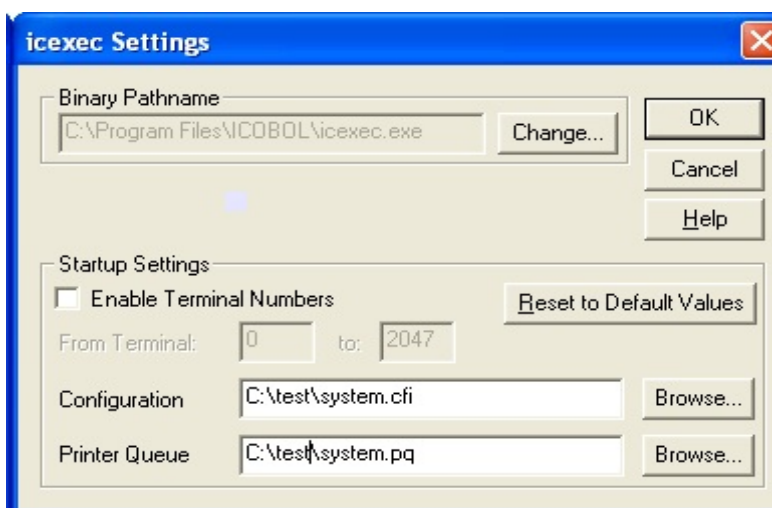 icexec Settings
Binary Pathname
C:\Program Files\ICOBOL\icexec.exe
Change...
OK
Cancel
Help
Startup Settings
Enable Terminal Numbers
Reset to Default Values
From Terminal: 0 to: 2047
Configuration C:\test\system.cfi Browse...
Printer Queue C:\test\system.pq Browse...